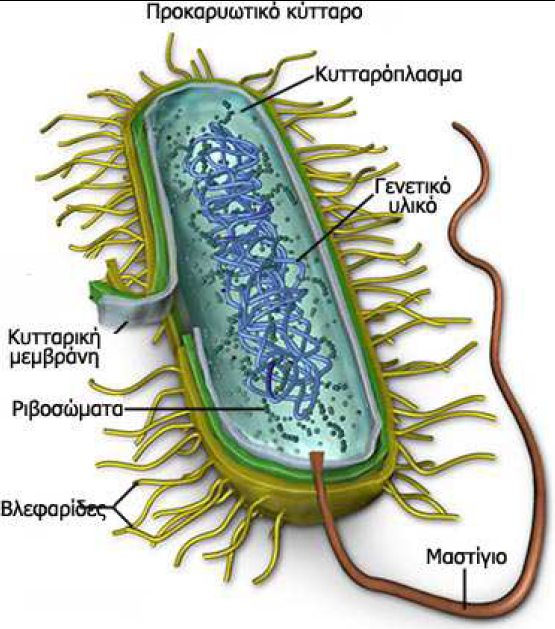 Προκαρυωτικό κύτταρο
Κυτταρόπλασμα
Γενετικό
υλικό
Κυτταρική
μεμβράνη
Ριβοσώματα
Βλεφαρίδες
Μαστίγιο